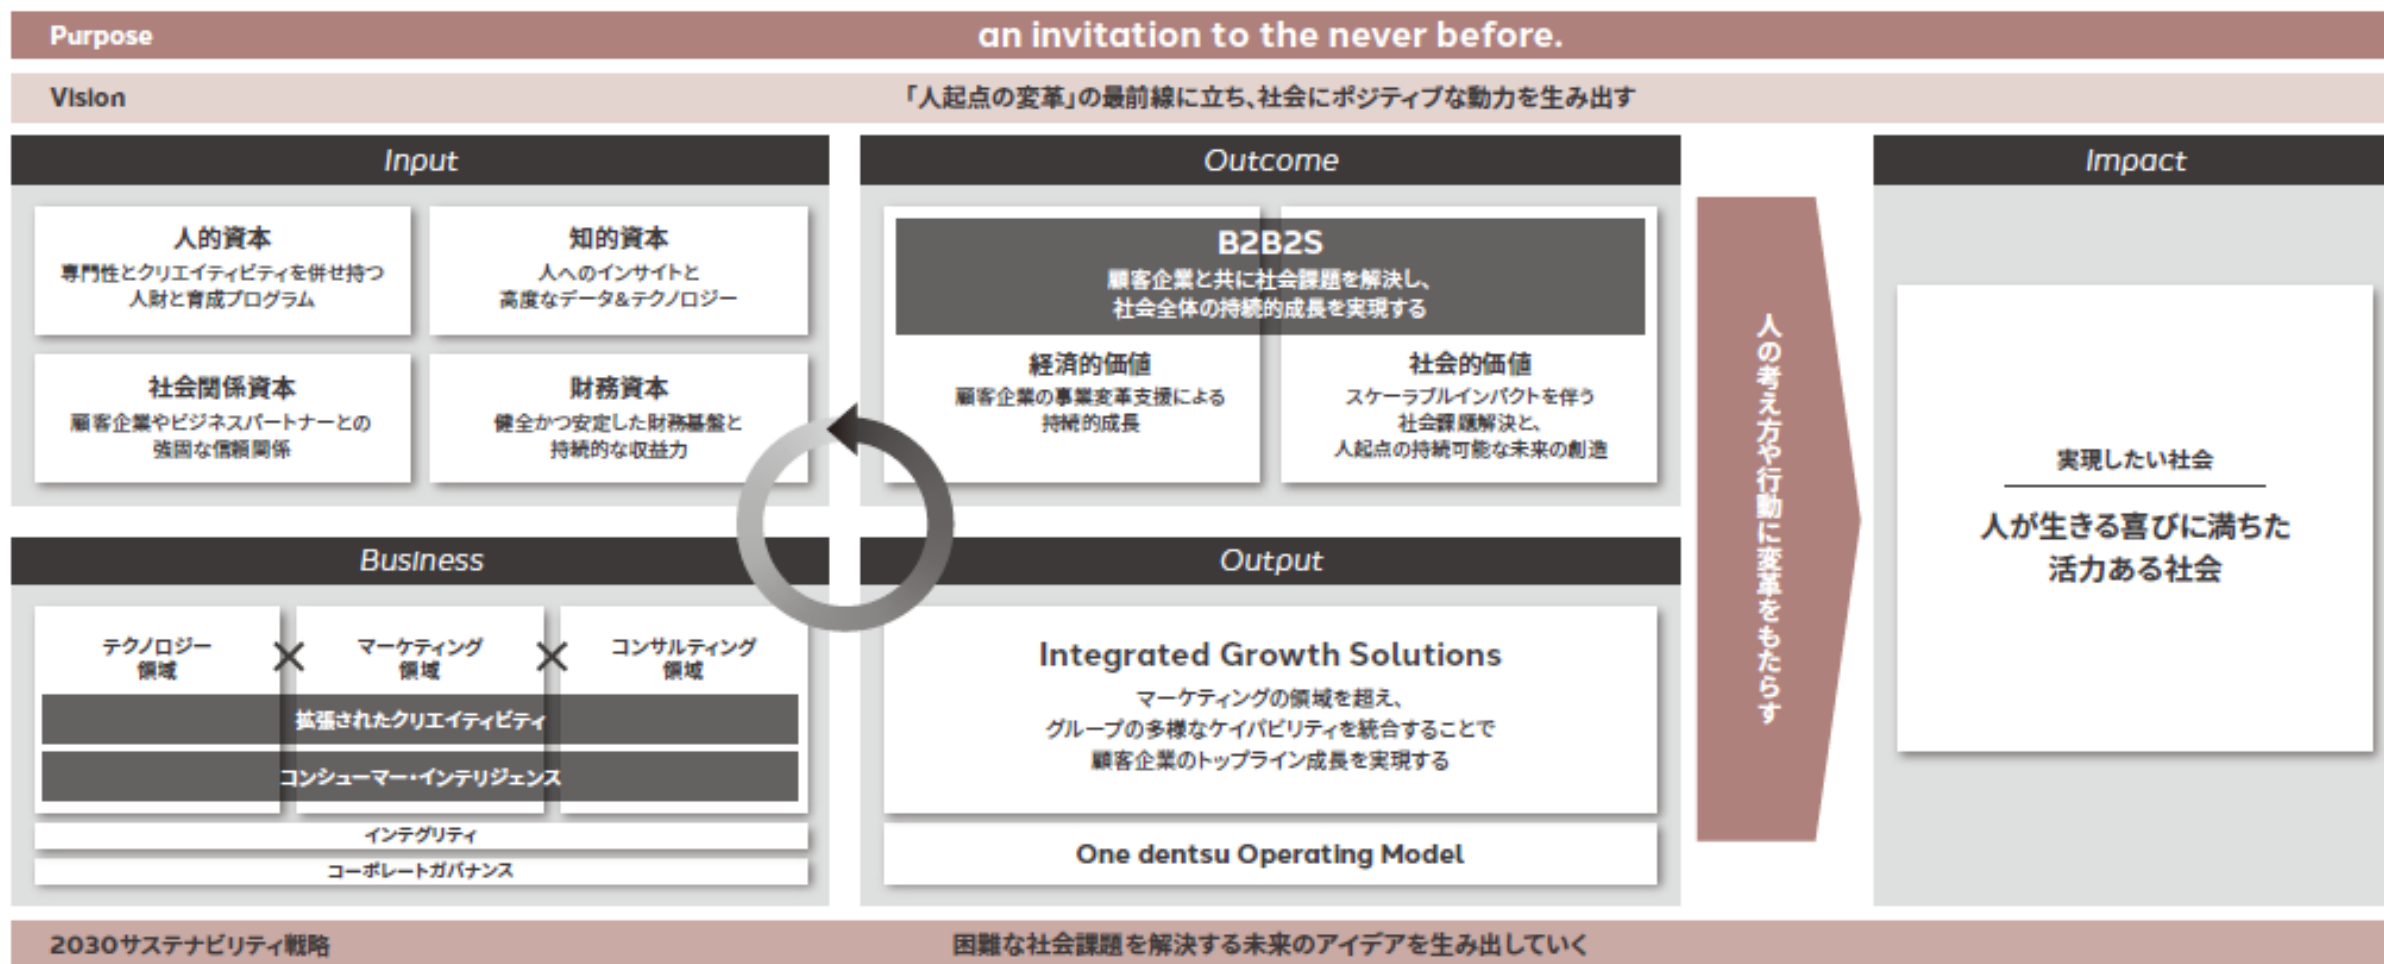 Purpose
an invitation to the never before.
Vision
「人起点の変革」の最前線に立ち、社会にポジティブな動力を生み出す
Input
人的資本
専門性とクリエイティビティを併せ持つ
人財と育成プログラム
知的資本
人へのインサイトと
高度なデータ&テクノロジー
社会関係資本
顧客企業やビジネスパートナーとの
強固な信頼関係
財務資本
健全かつ安定した財務基盤と
持続的な収益力
Business
テクノロジー
領域
×
マーケティング
領域
×
コンサルティング
領域
拡張されたクリエイティビティ
コンシューマー・インテリジェンス
インテグリティ
コーポレートガバナンス
Outcome
B2B2S
顧客企業と共に社会課題を解決し、
社会全体の持続的成長を実現する
経済的価値
顧客企業の事業変革支援による
持続的成長
社会的価値
スケーラブルインパクトを伴う
社会課題解決と、
人起点の持続可能な未来の創造
Output
Integrated Growth Solutions
マーケティングの領域を超え、
グループの多様なケイパビリティを統合することで
顧客企業のトップライン成長を実現する
One dentsu Operating Model
人の考え方や行動に変革をもたらす
Impact
実現したい社会
人が生きる喜びに満ちた
活力ある社会
2030サステナビリティ戦略
困難な社会課題を解決する未来のアイデアを生み出していく